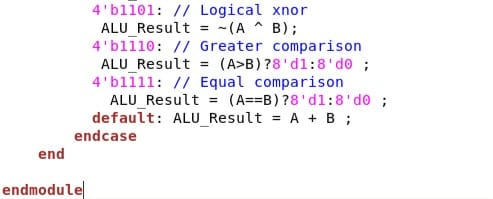 4'b1101: // Logical xnor
ALU_Result = ~(A ^ B);
4'b1110: // Greater comparison
ALU_Result = (A>B)?8'd1:8'd0 ;
4'b1111: // Equal comparison
ALU_Result = (A==B)?8'd1:8'd0 ;
default: ALU_Result = A + B ;
endcase
end
endmodule